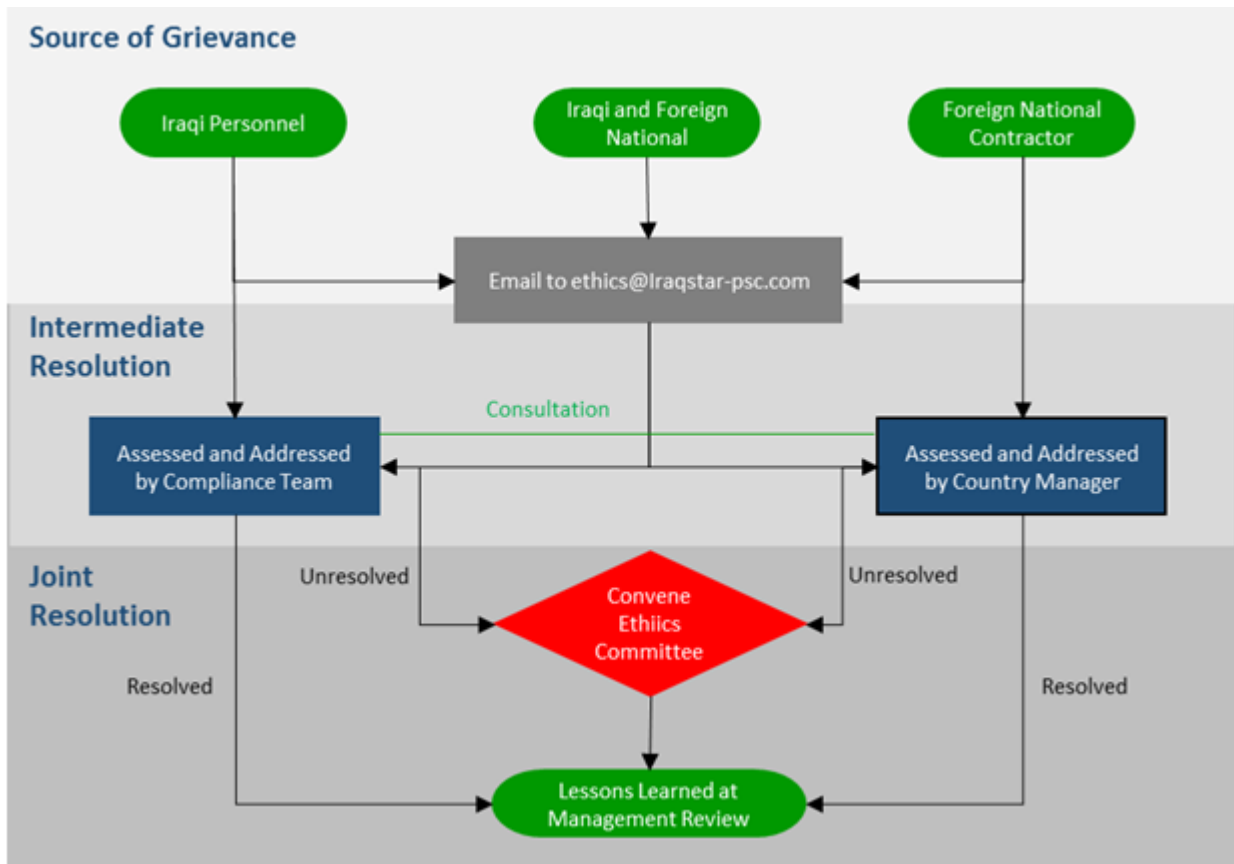 Source of Grievance
Iraqi Personnel
Iraqi and Foreign
National
Foreign National
Contractor
Email to ethics@Iraqstar-psc.com
Intermediate
Resolution
Consultation
Assessed and Addressed
by Compliance Team
Assessed and Addressed
by Country Manager
Joint
Resolution
Unresolved
Unresolved
Convene
Ethiics
Committee
Resolved
Resolved
Lessons Learned at
Management Review